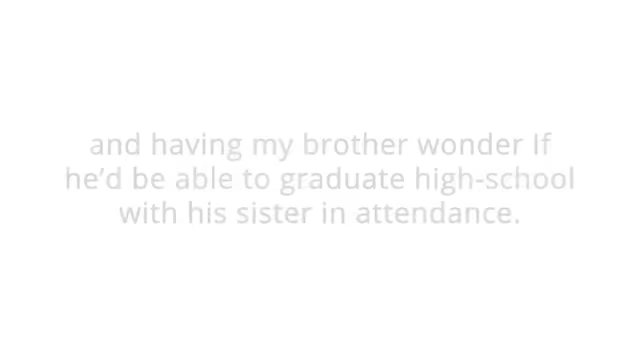 and having my brother wonder If
he’d be able to graduate high-school
with his sister in attendance.